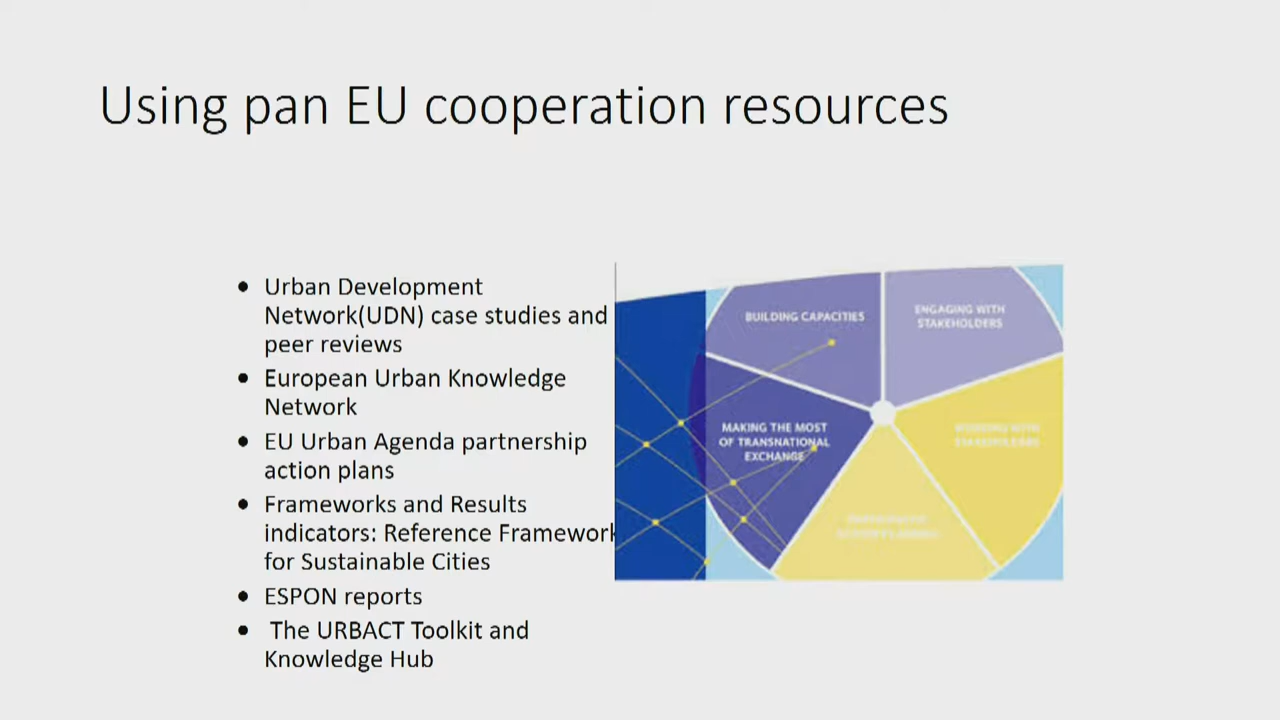 Using pan EU cooperation resources
• Urban Development
Network(UDN) case studies and
peer reviews
• European Urban Knowledge
Network
• EU Urban Agenda partnership
action plans
• Frameworks and Results
indicators: Reference Framework
for Sustainable Cities
• ESPON reports
• The URBACT Toolkit and
Knowledge Hub
BUILDING CAPACITIES
ENGAGING WITH
STAKEHOLDERS
MAKING THE MOST
OF TRANSNATIONAL
EXCHANGE